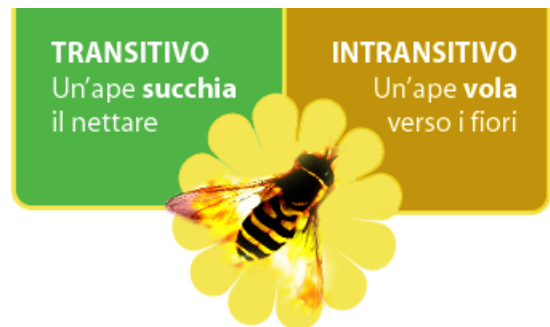 TRANSITIVO
Un'ape succhia
il nettare
INTRANSITIVO
Un'ape vola
verso i fiori